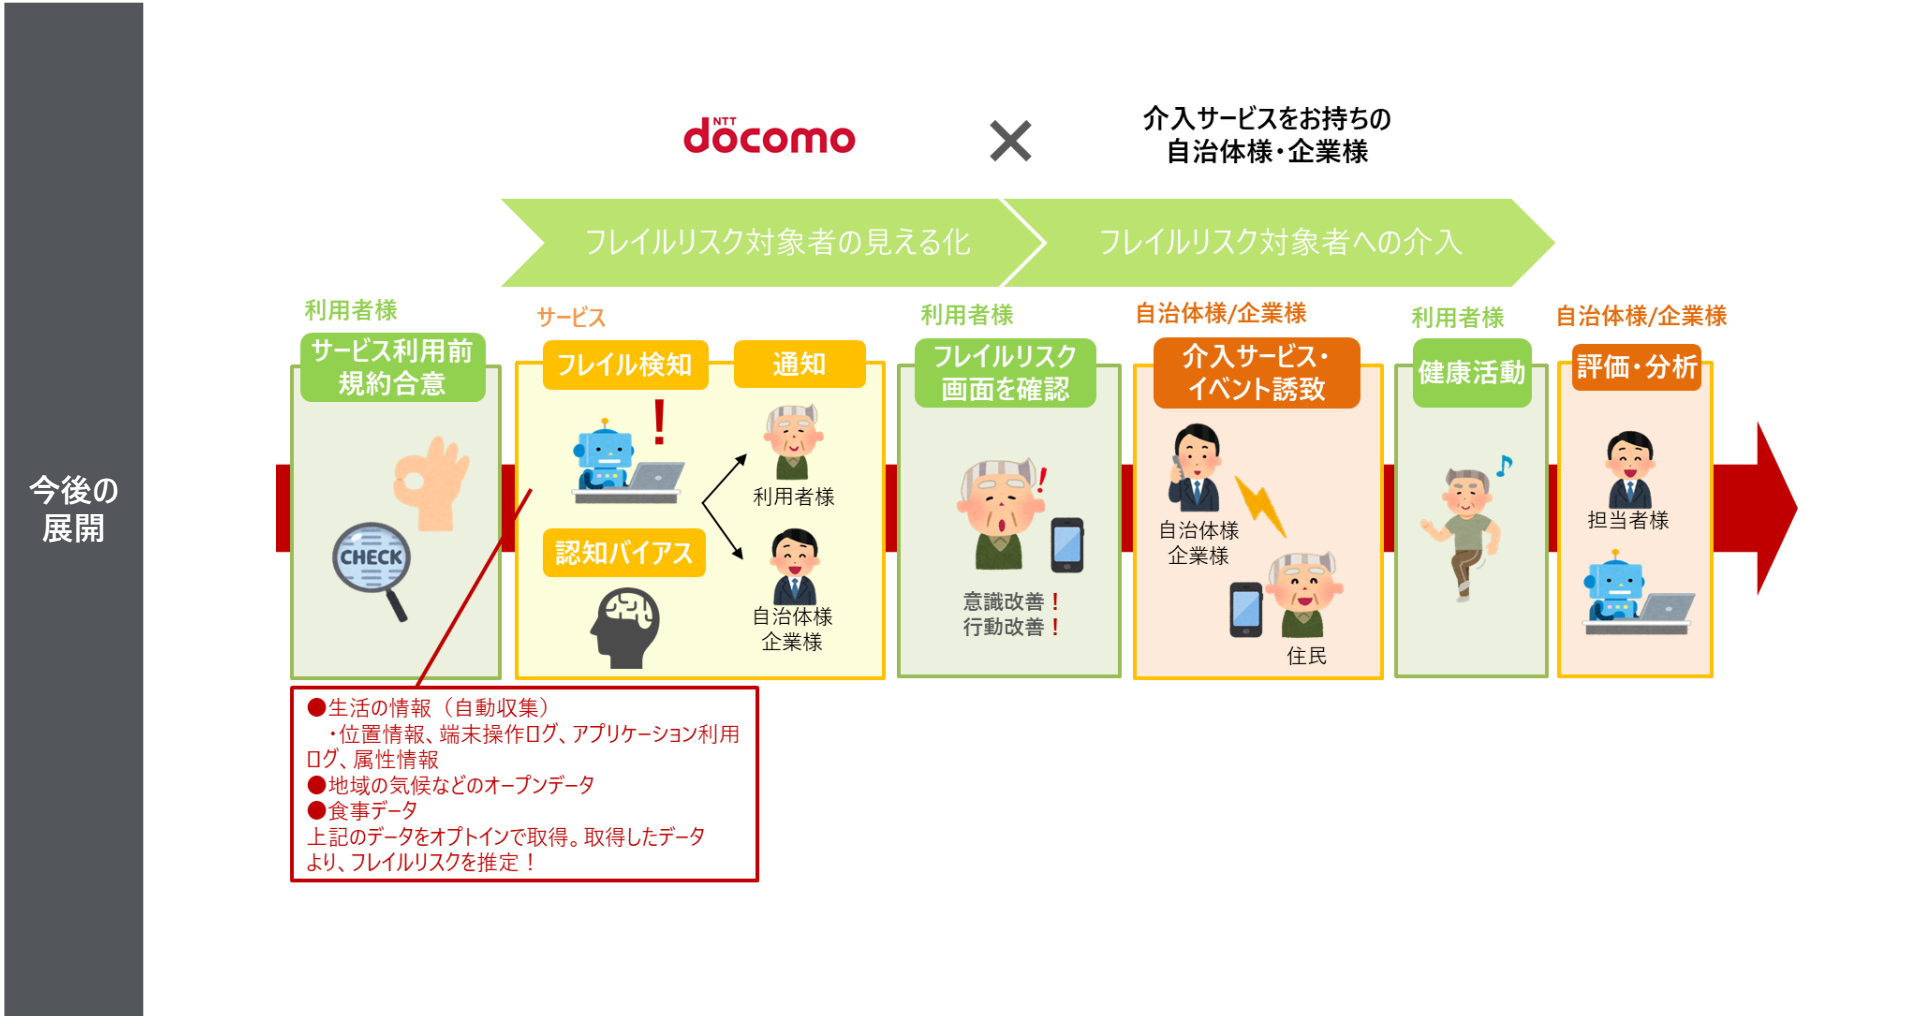 今後の
展開
NTT
döcomo
×
介入サービスをお持ちの
自治体様・企業様
フレイルリスク対象者の見える化
フレイルリスク対象者への介入
利用者様
サービス利用前
規約合意
CHECK
サービス
フレイル検知
!
認知バイアス
通知
利用者様
自治体様
企業様
利用者様
フレイルリスク
画面を確認
!
意識改善!
行動改善!
自治体様/企業様
介入サービス・
イベント誘致
自治体様
企業様
住民
利用者様
健康活動
♪
自治体様/企業様
評価・分析
担当者様
●生活の情報（自動収集）
・位置情報、端末操作ログ、アプリケーション利用
ログ、属性情報
●地域の気候などのオープンデータ
●食事データ
上記のデータをオプトインで取得。取得したデータ
より、フレイルリスクを推定！